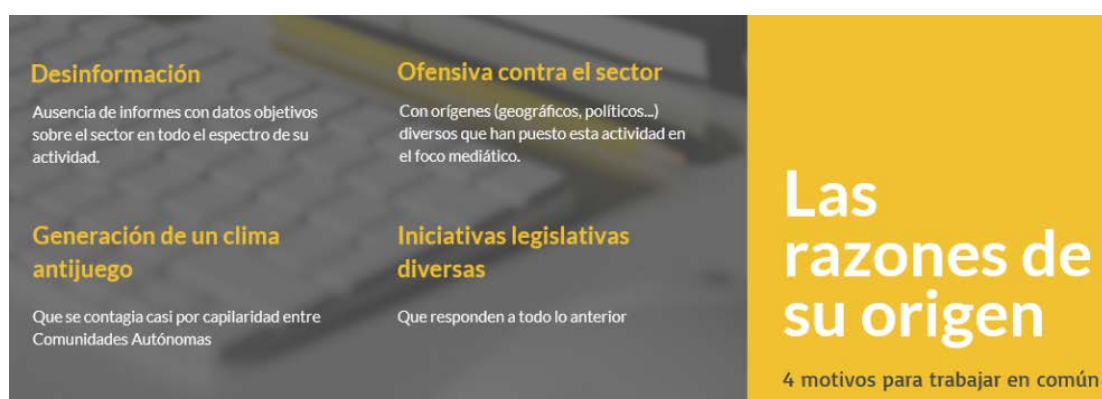 Desinformación
Ausencia de informes con datos objetivos
sobre el sector en todo el espectro de su
actividad.
Ofensiva contra el sector
Con orígenes (geográficos, políticos...)
diversos que han puesto esta actividad en
el foco mediático.
Generación de un clima
antijuego
Que se contagia casi por capilaridad entre
Comunidades Autónomas
Iniciativas legislativas
diversas
Que responden a todo lo anterior
Las
razones de
su origen
4 motivos para trabajar en común